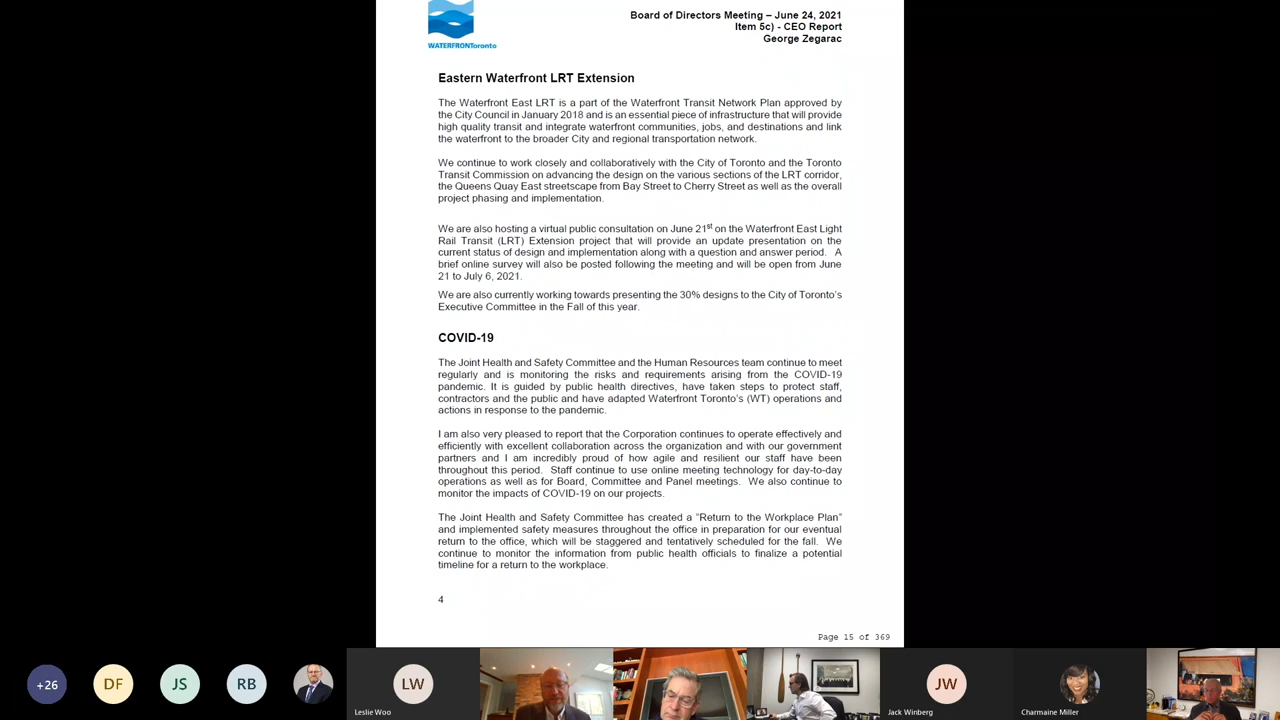 WATERFRONToronto
Board of Directors Meeting – June 24, 2021
Item 5c) - CEO Report
George Zegarac
Eastern Waterfront LRT Extension
The Waterfront East LRT is a part of the Waterfront Transit Network Plan approved by
the City Council in January 2018 and is an essential piece of infrastructure that will provide
high quality transit and integrate waterfront communities, jobs, and destinations and link
the waterfront to the broader City and regional transportation network.
We continue to work closely and collaboratively with the City of Toronto and the Toronto
Transit Commission on advancing the design on the various sections of the LRT corridor,
the Queens Quay East streetscape from Bay Street to Cherry Street as well as the overall
project phasing and implementation.
We are also hosting a virtual public consultation on June 21st on the Waterfront East Light
Rail Transit (LRT) Extension project that will provide an update presentation on the
current status of design and implementation along with a question and answer period. A
brief online survey will also be posted following the meeting and will be open from June
21 to July 6, 2021.
We are also currently working towards presenting the 30% designs to the City of Toronto's
Executive Committee in the Fall of this year.
COVID-19
The Joint Health and Safety Committee and the Human Resources team continue to meet
regularly and is monitoring the risks and requirements arising from the COVID-19
pandemic. It is guided by public health directives, have taken steps to protect staff,
contractors and the public and have adapted Waterfront Toronto's (WT) operations and
actions in response to the pandemic.
I am also very pleased to report that the Corporation continues to operate effectively and
efficiently with excellent collaboration across the organization and with our government
partners and I am incredibly proud of how agile and resilient our staff have been
throughout this period. Staff continue to use online meeting technology for day-to-day
operations as well as for Board, Committee and Panel meetings. We also continue to
monitor the impacts of COVID-19 on our projects.
The Joint Health and Safety Committee has created a "Return to the Workplace Plan"
and implemented safety measures throughout the office in preparation for our eventual
return to the office, which will be staggered and tentatively scheduled for the fall. We
continue to monitor the information from public health officials to finalize a potential
timeline for a return to the workplace.
4
Page 15 of 369
+26
DF
JS
RB
LW
Leslie Woo
JW
Jack Winberg
Charmaine Miller